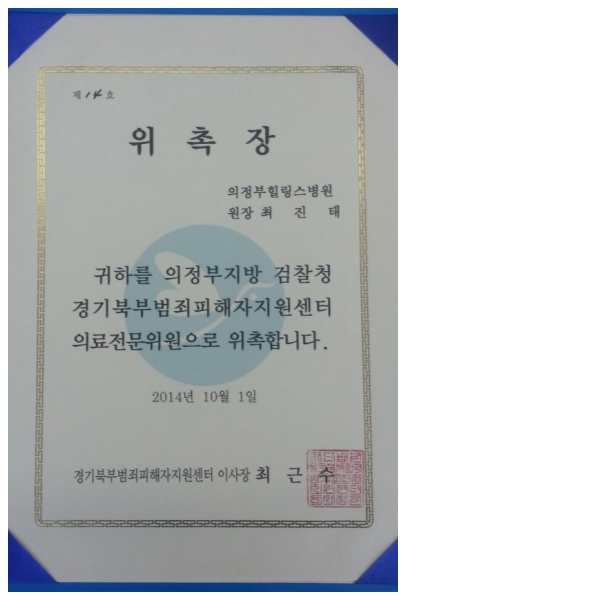 제 14 호
위 촉 장
의정부힐링스병원
원장 최 진 태
귀하를 의정부지방 검찰청
경기북부범죄피해자지원센터
의료전문위원으로 위촉합니다.
2014년 10월 1일
경기북부범죄피해자지원센터 이사장 최 근 수